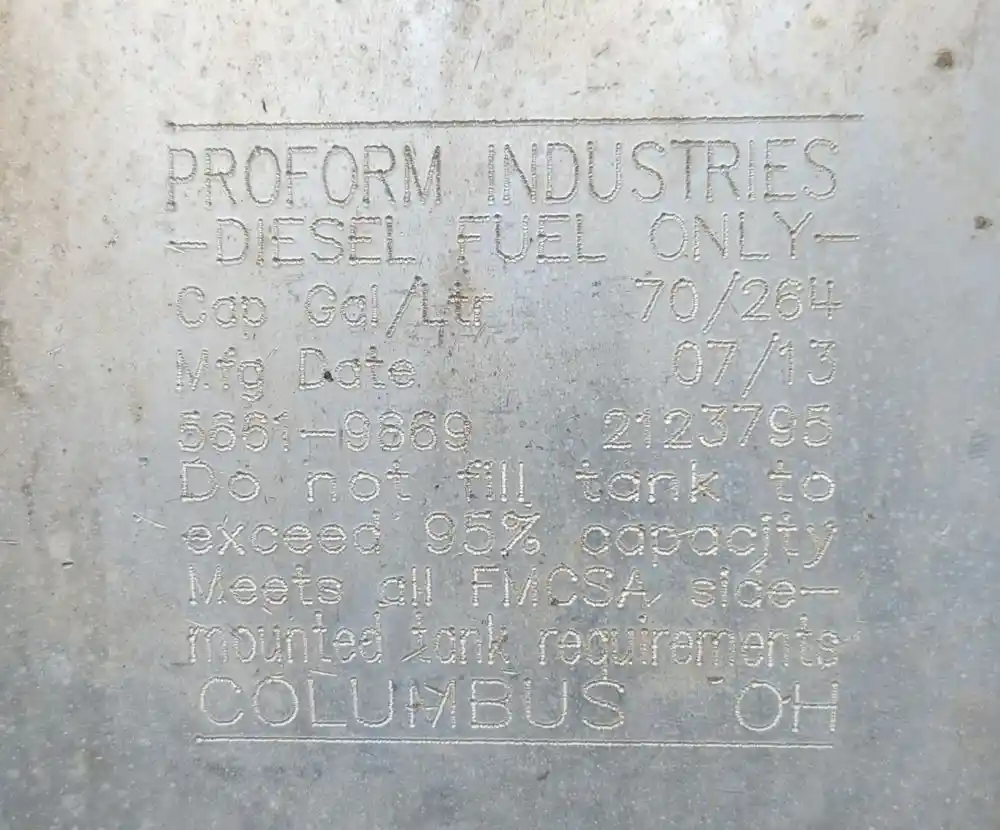 PROFORM INDUSTRIES
-DIESEL FUEL ONLY-
Cap Gal/Ltr 70/264
Mfg Date 07/13
5661-9869 2123795
Do not fill tank to
exceed 95% capacity
Meets all FMCSA side-
mounted tank requirements
COLUMBUS OH